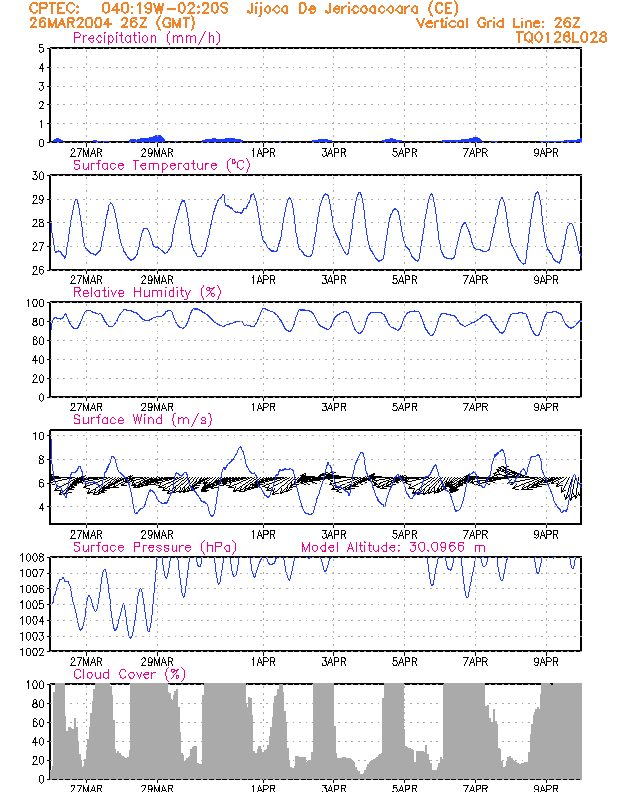 CPTEC: 040:19W-02:20S Jijoca De Jericoacoara (CE)
26MAR2004 26Z (GMT) Vertical Grid Line: 26Z
Precipitation (mm/h) TQ0126L028
5
4
3
2
1
0
27MAR 29MAR 1APR 3APR 5APR 7APR 9APR
Surface Temperature (°C)
30
29
28
27
26
27MAR 29MAR 1APR 3APR 5APR 7APR 9APR
Relative Humidity (%)
100
80
60
40
20
0
27MAR 29MAR 1APR 3APR 5APR 7APR 9APR
Surface Wind (m/s)
10
8
6
4
27MAR 29MAR 1APR 3APR 5APR 7APR 9APR
Surface Pressure (hPa) Model Altitude: 30.0966 m
1008
1007
1006
1005
1004
1003
1002
27MAR 29MAR 1APR 3APR 5APR 7APR 9APR
Cloud Cover (%)
100
80
60
40
20
0
27MAR 29MAR 1APR 3APR 5APR 7APR 9APR